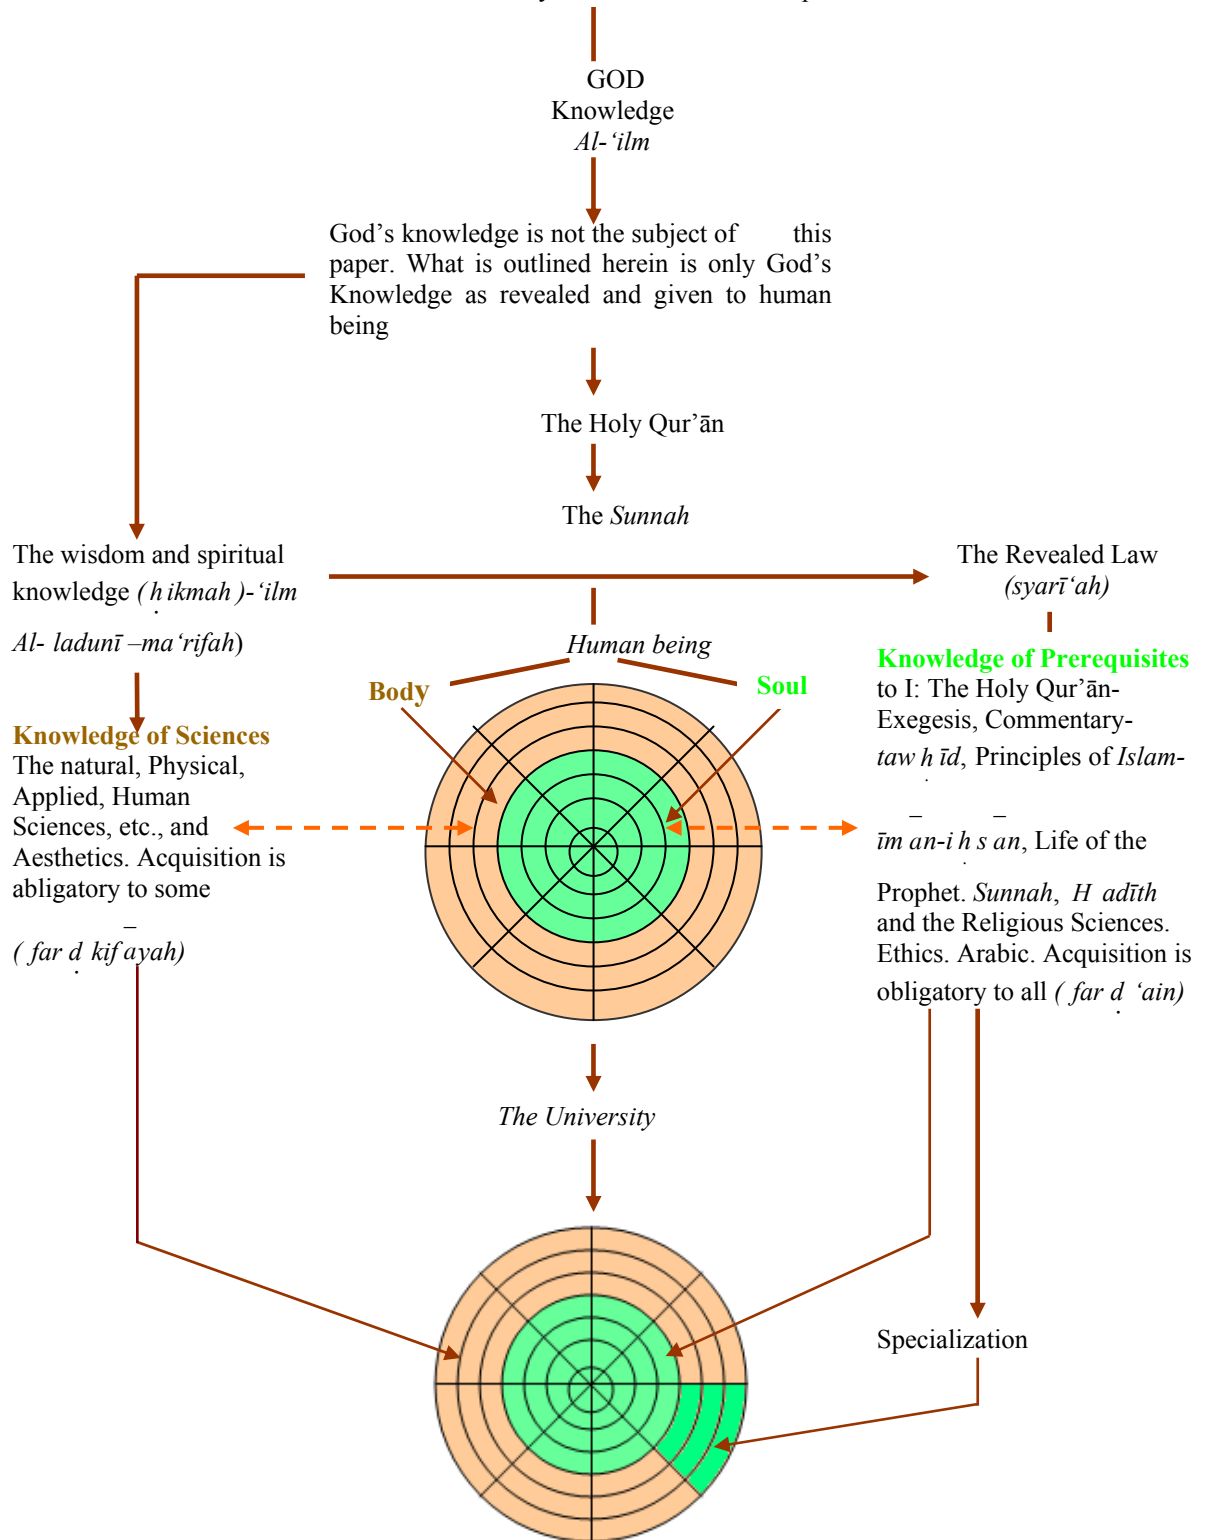 GOD
Knowledge
Al-‘ilm
God’s knowledge is not the subject of this
paper. What is outlined herein is only God’s
Knowledge as revealed and given to human
being
The Holy Qur’ān
The Sunnah
The wisdom and spiritual
knowledge (ḥikmah)-‘ilm
Al- ladunī –ma‘rifah)
The Revealed Law
(syarī‘ah)
Human being
Body
Soul
Knowledge of Sciences
The natural, Physical,
Applied, Human
Sciences, etc., and
Aesthetics. Acquisition is
abligatory to some
( farḍ kifāyah)
Knowledge of Prerequisites
to I: The Holy Qur’ān-
Exegesis, Commentary-
tawḥīd, Principles of Islam-
īmān-iḥsān, Life of the
Prophet. Sunnah, Hadīth
and the Religious Sciences.
Ethics. Arabic. Acquisition is
obligatory to all ( farḍ ‘ain)
The University
Specialization